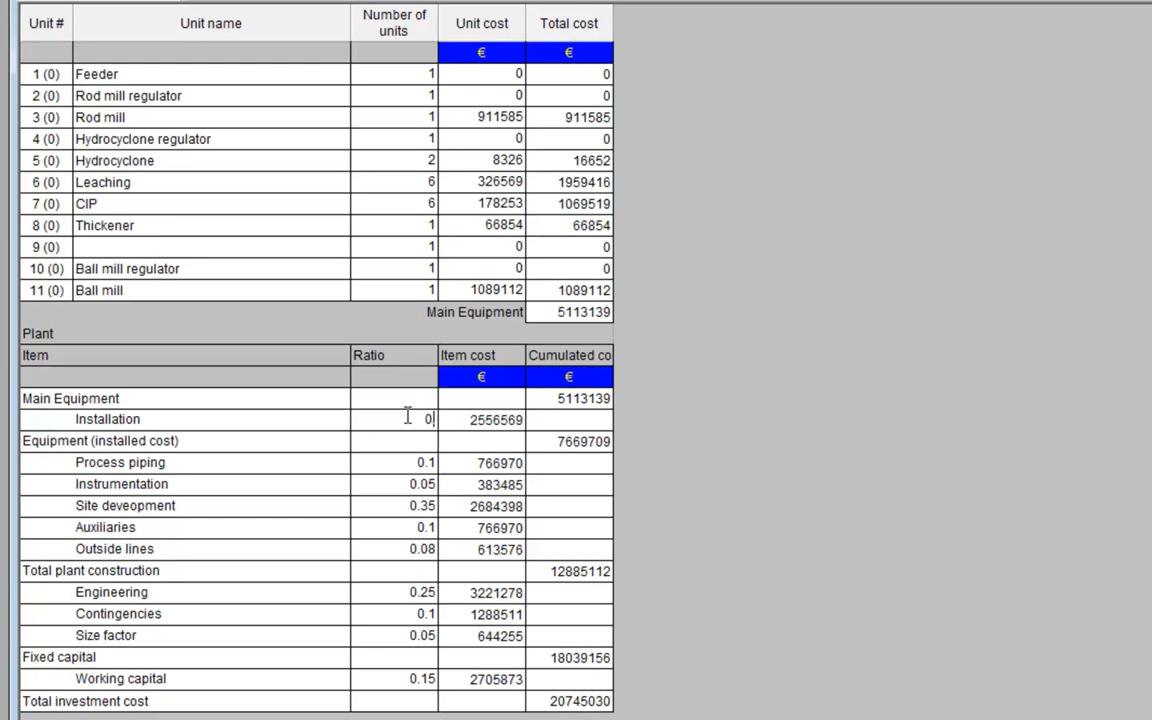 Unit # Unit name Number of units Unit cost Total cost
€ €
1 (0) Feeder 1 0 0
2 (0) Rod mill regulator 1 0 0
3 (0) Rod mill 1 911585 911585
4 (0) Hydrocyclone regulator 1 0 0
5 (0) Hydrocyclone 2 8326 16652
6 (0) Leaching 6 326569 1959416
7 (0) CIP 6 178253 1069519
8 (0) Thickener 1 66854 66854
9 (0) 1 0 0
10 (0) Ball mill regulator 1 0 0
11 (0) Ball mill 1 1089112 1089112
Main Equipment 5113139
Plant
Item Ratio Item cost Cumulated co
€ €
Main Equipment 5113139
Installation 0 2556569
Equipment (installed cost) 7669709
Process piping 0.1 766970
Instrumentation 0.05 383485
Site deveopment 0.35 2684398
Auxiliaries 0.1 766970
Outside lines 0.08 613576
Total plant construction 12885112
Engineering 0.25 3221278
Contingencies 0.1 1288511
Size factor 0.05 644255
Fixed capital 18039156
Working capital 0.15 2705873
Total investment cost 20745030